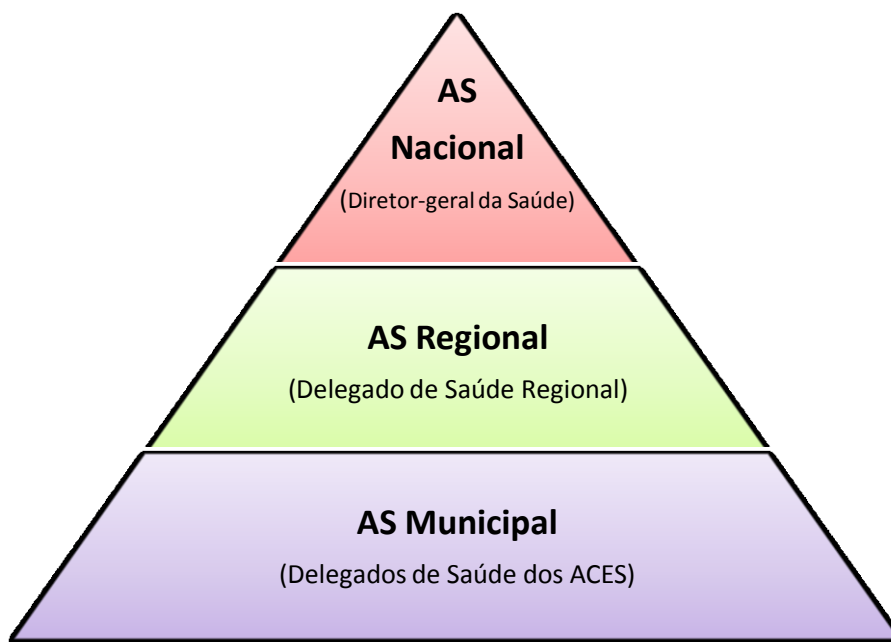 AS
Nacional
(Diretor-geral da Saúde)
AS Regional
(Delegado de Saúde Regional)
AS Municipal
(Delegados de Saúde dos ACES)